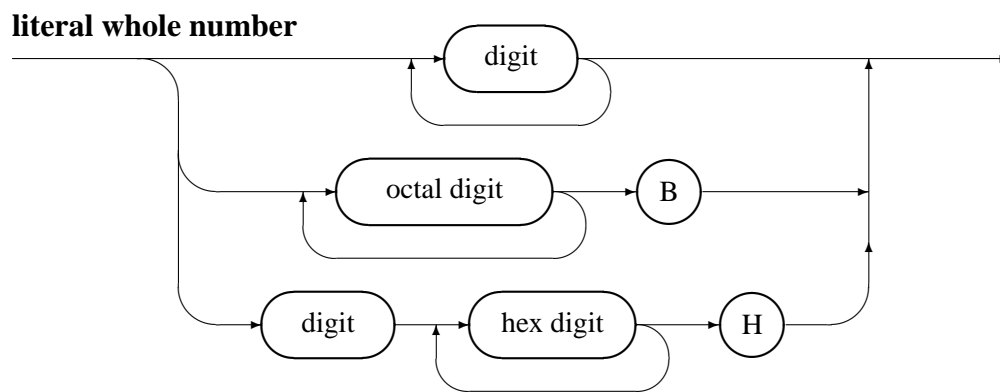 literal whole number
digit
octal digit B
digit hex digit H